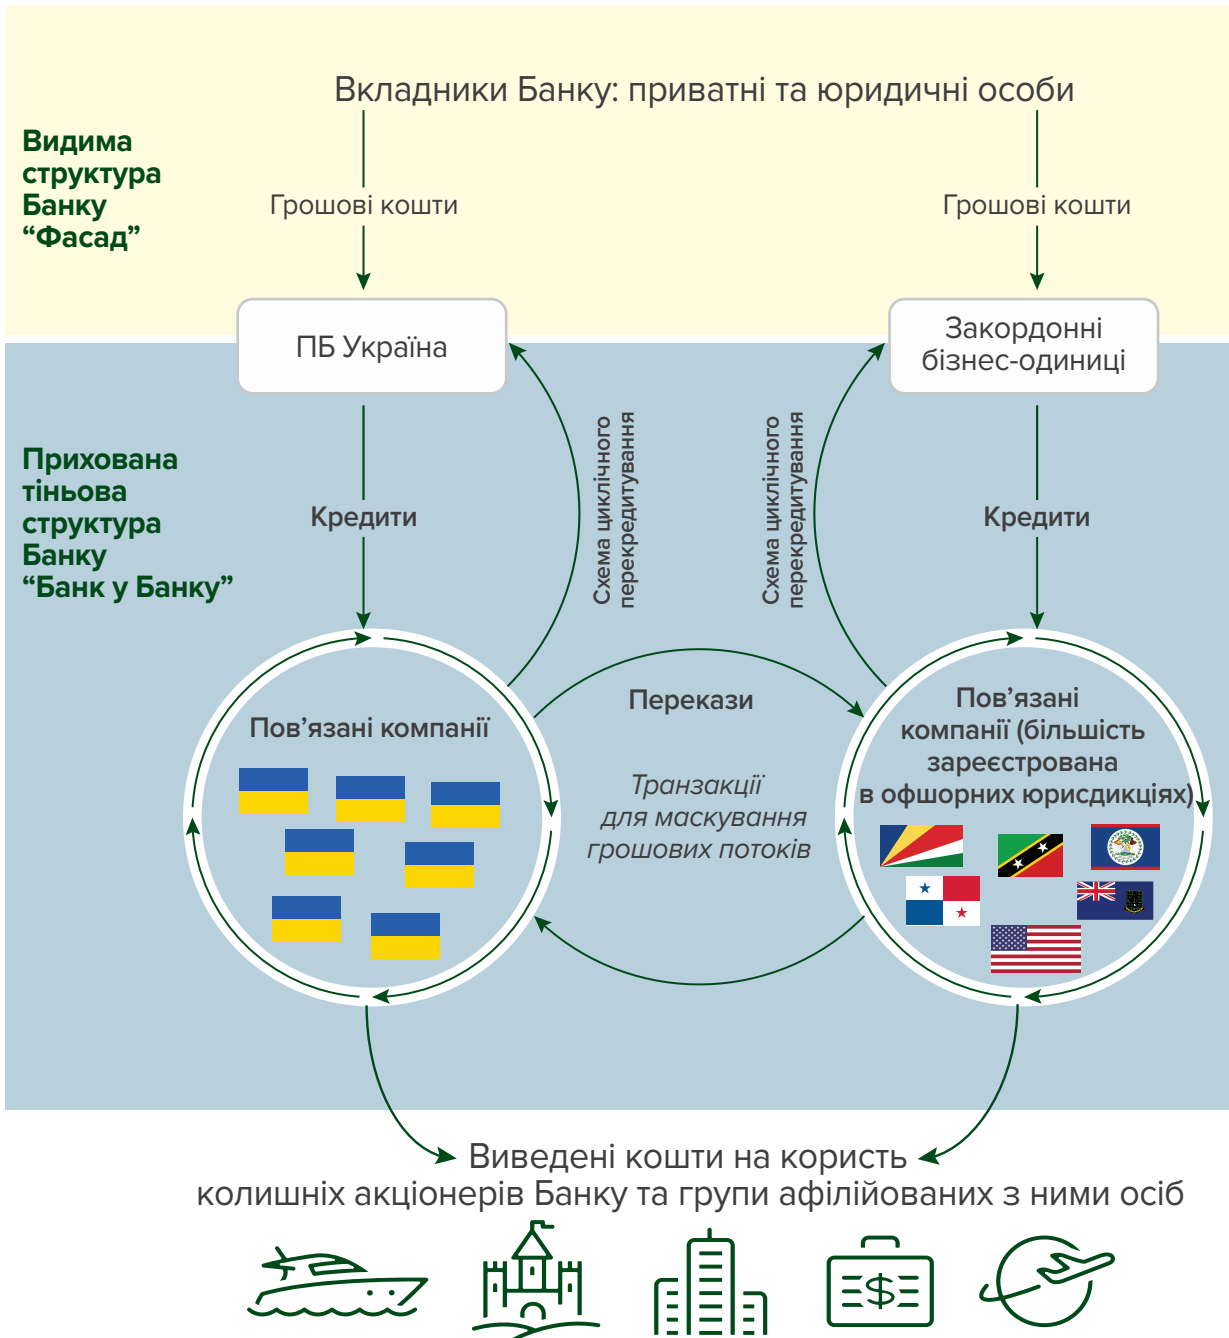 Вкладники Банку: приватні та юридичні особи
Видима
структура
Банку
“Фасад”
Грошові кошти
Грошові кошти
ПБ Україна
Закордонні
бізнес-одиниці
Прихована
тіньова
структура
Банку
“Банк у Банку”
Кредити
Схема циклічного
перекредитування
Схема циклічного
перекредитування
Кредити
Пов’язані компанії
Перекази
Транзакції
для маскування
грошових потоків
Пов’язані
компанії (більшість
зареєстрована
в офшорних юрисдикціях)
Виведені кошти на користь
колишніх акціонерів Банку та групи афілійованих з ними осіб
$